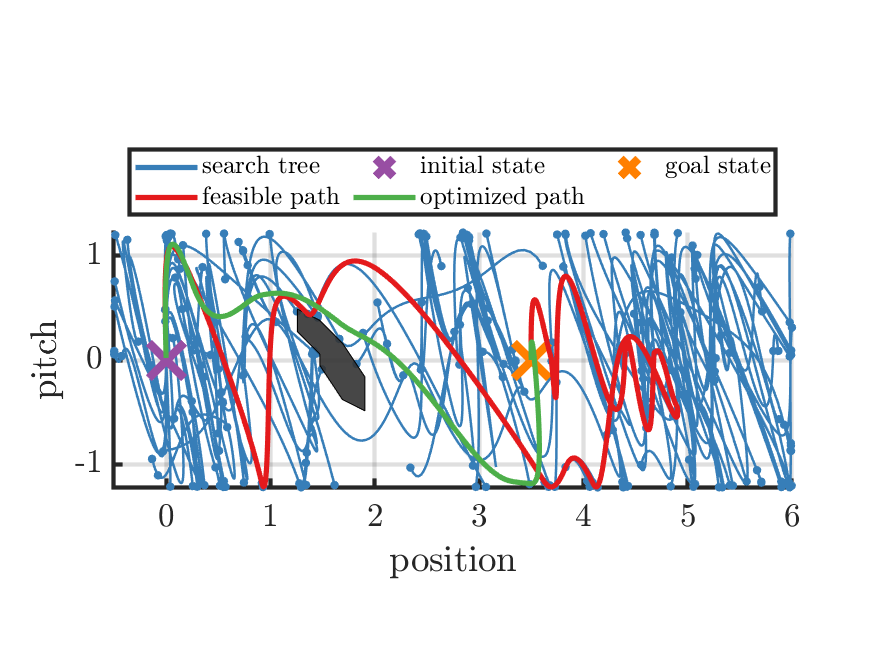 search tree initial state goal state
feasible path optimized path
1
0
-1
pitch
0 1 2 3 4 5 6
position